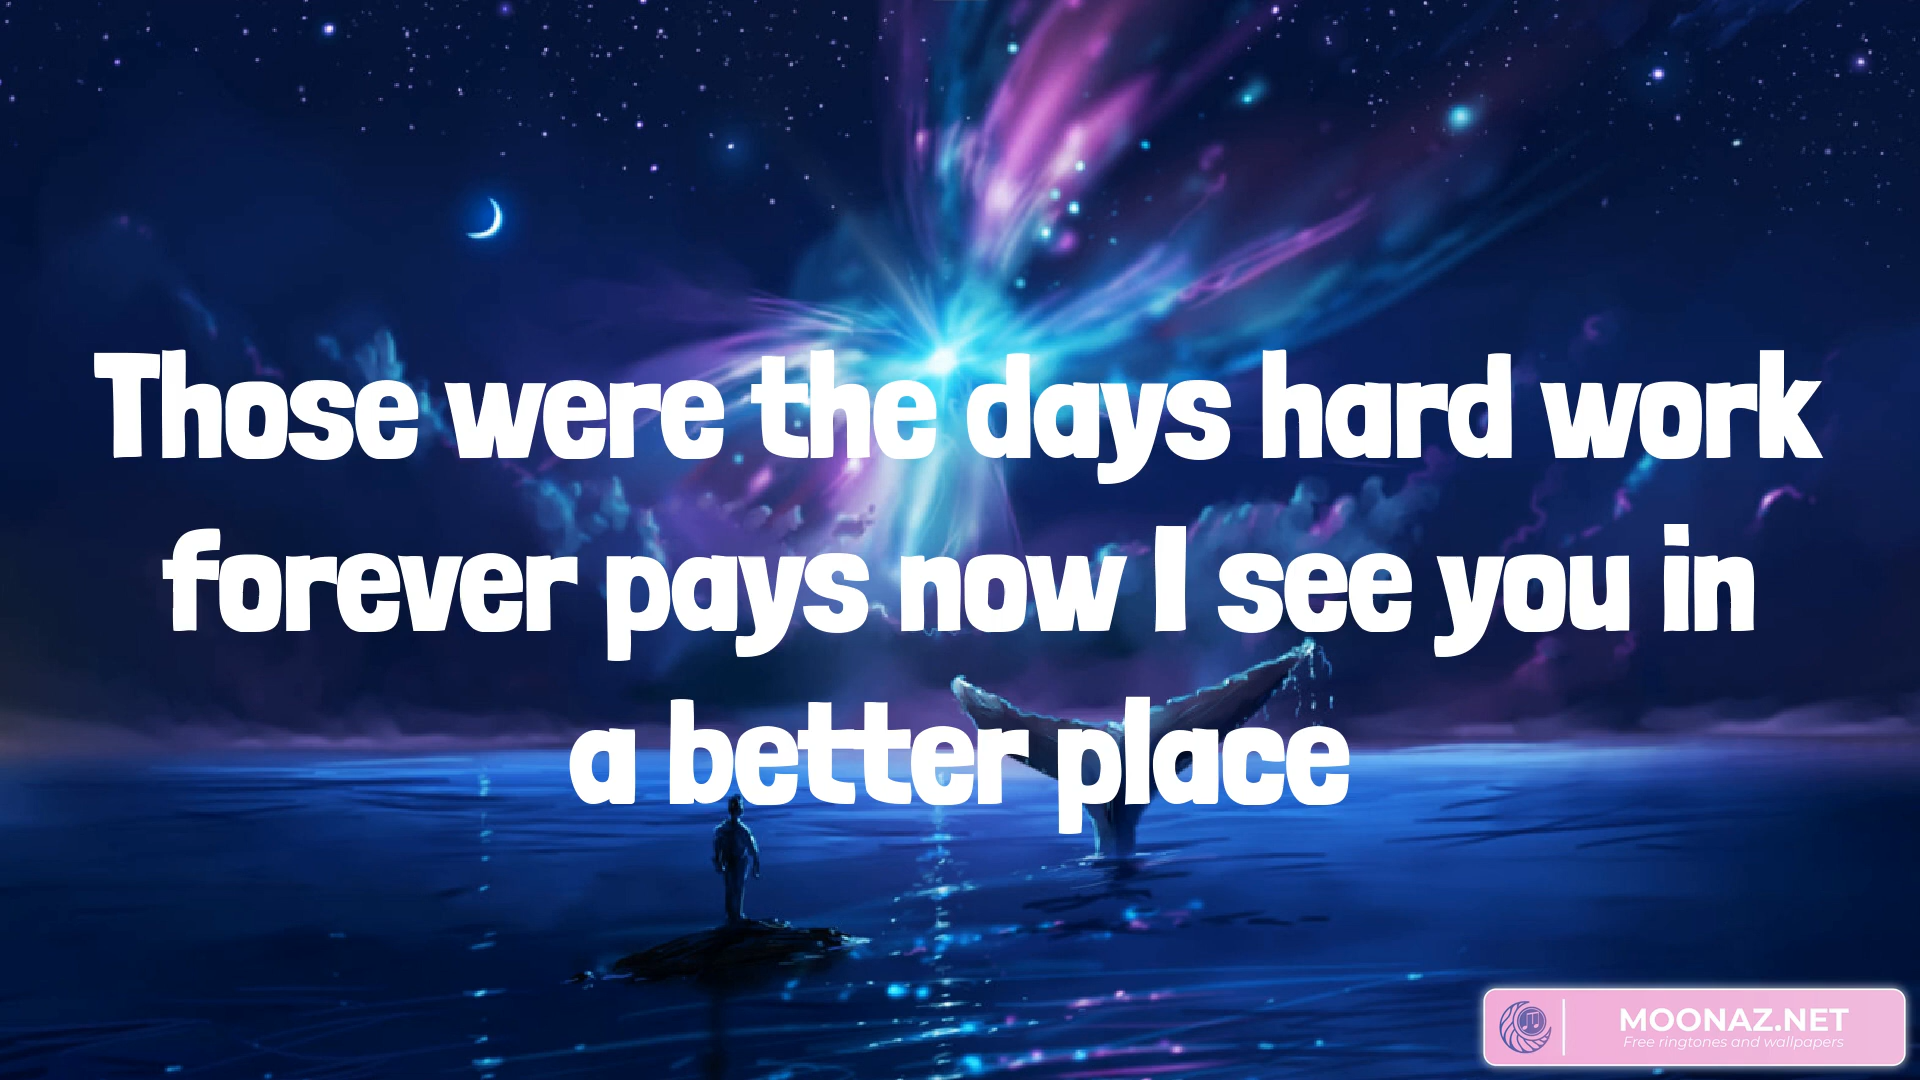 Those were the days hard work
forever pays now I see you in
a better place
MOONAZ.NET
Free ringtones and wallpapers